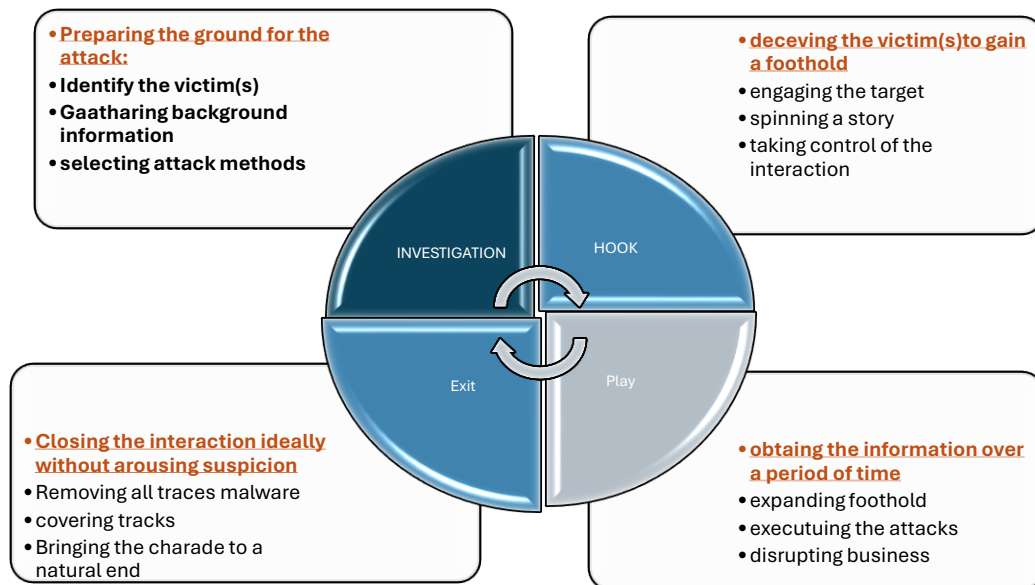 • Preparing the ground for the
attack:
• Identify the victim(s)
• Gaatharing background
information
• selecting attack methods
• deceving the victim(s)to gain
a foothold
• engaging the target
• spinning a story
• taking control of the
interaction
INVESTIGATION
HOOK
Exit
Play
• Closing the interaction ideally
without arousing suspicion
• Removing all traces malware
• covering tracks
• Bringing the charade to a
natural end
• obtaing the information over
a period of time
• expanding foothold
• executuing the attacks
• disrupting business